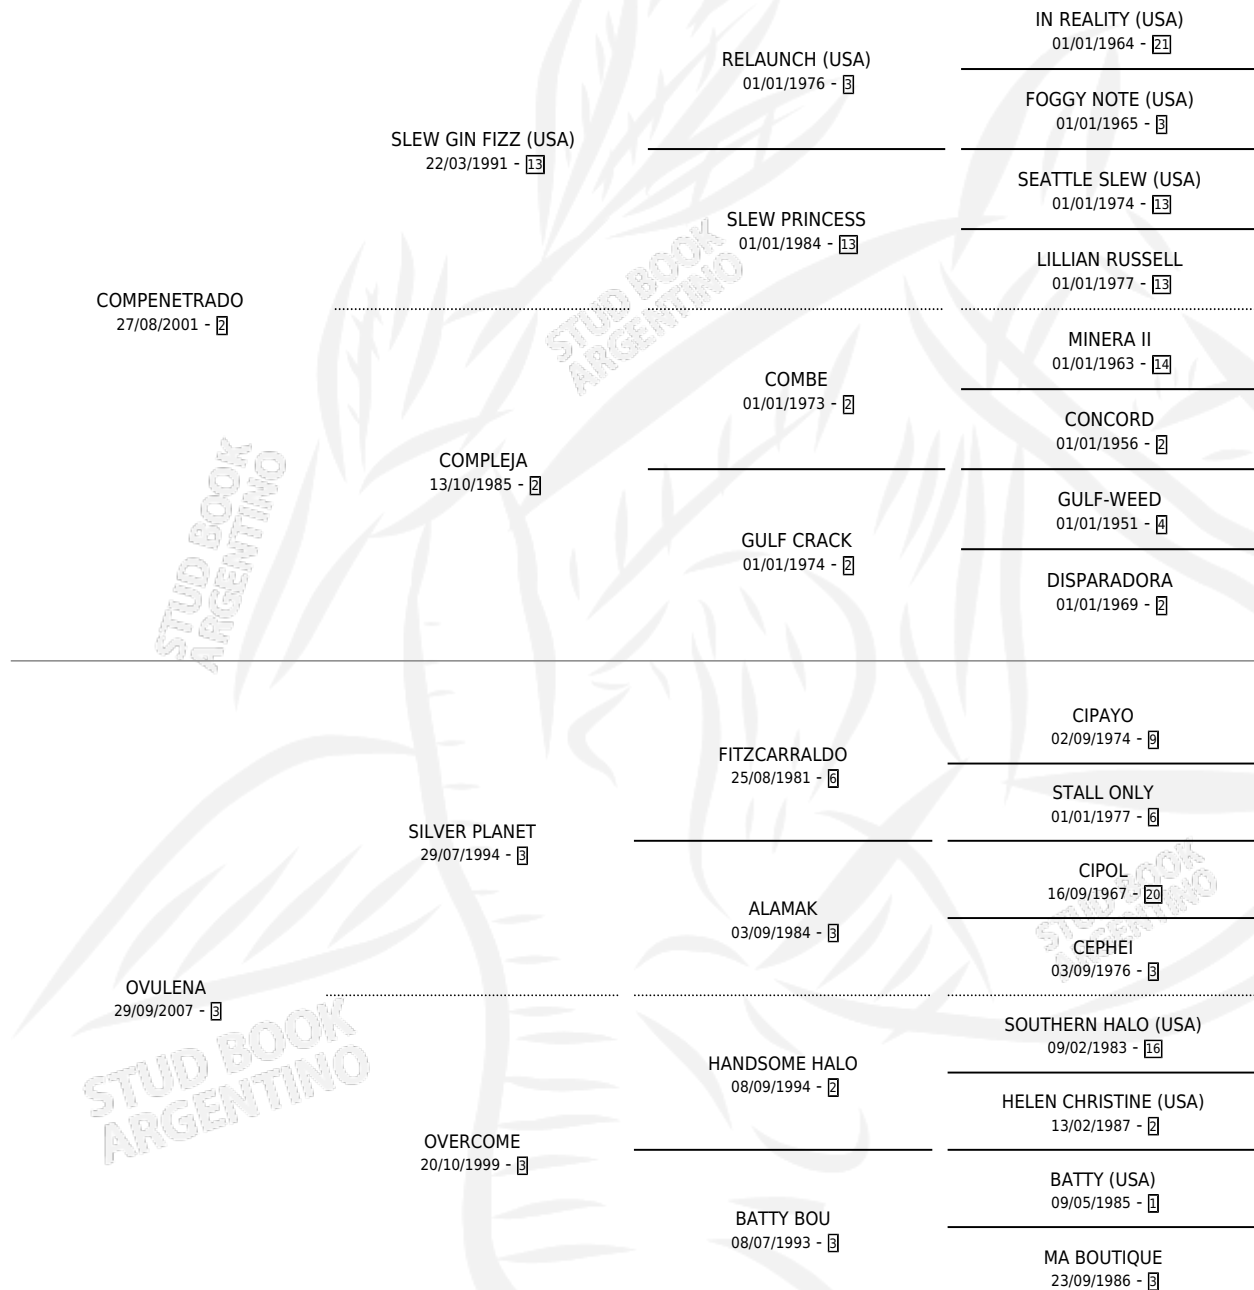 IN REALITY (USA)
01/01/1964 - 21
RELAUNCH (USA)
01/01/1976 - 3
FOGGY NOTE (USA)
01/01/1965 - 3
SLEW GIN FIZZ (USA)
22/03/1991 - 13
SEATTLE SLEW (USA)
01/01/1974 - 13
SLEW PRINCESS
01/01/1984 - 13
LILLIAN RUSSELL
01/01/1977 - 13
COMPENETRADO
27/08/2001 - 2
MINERA II
01/01/1963 - 14
COMBE
01/01/1973 - 2
CONCORD
01/01/1956 - 2
COMPLEJA
13/10/1985 - 2
GULF-WEED
01/01/1951 - 4
GULF CRACK
01/01/1974 - 2
DISPARADORA
01/01/1969 - 2
CIPAYO
02/09/1974 - 9
FITZCARRALDO
25/08/1981 - 6
STALL ONLY
01/01/1977 - 6
SILVER PLANET
29/07/1994 - 3
CIPOL
16/09/1967 - 20
ALAMAK
03/09/1984 - 3
CEPHEI
03/09/1976 - 3
OVULENA
29/09/2007 - 3
SOUTHERN HALO (USA)
09/02/1983 - 16
HANDSOME HALO
08/09/1994 - 2
HELEN CHRISTINE (USA)
13/02/1987 - 2
OVERCOME
20/10/1999 - 3
BATTY (USA)
09/05/1985 - 1
BATTY BOU
08/07/1993 - 3
MA BOUTIQUE
23/09/1986 - 3
STUD BOOK
ARGENTINO
STUD BOOK
ARGENTINO
STUD BOOK
ARGENTINO
STUD BOOK
ARGENTINO